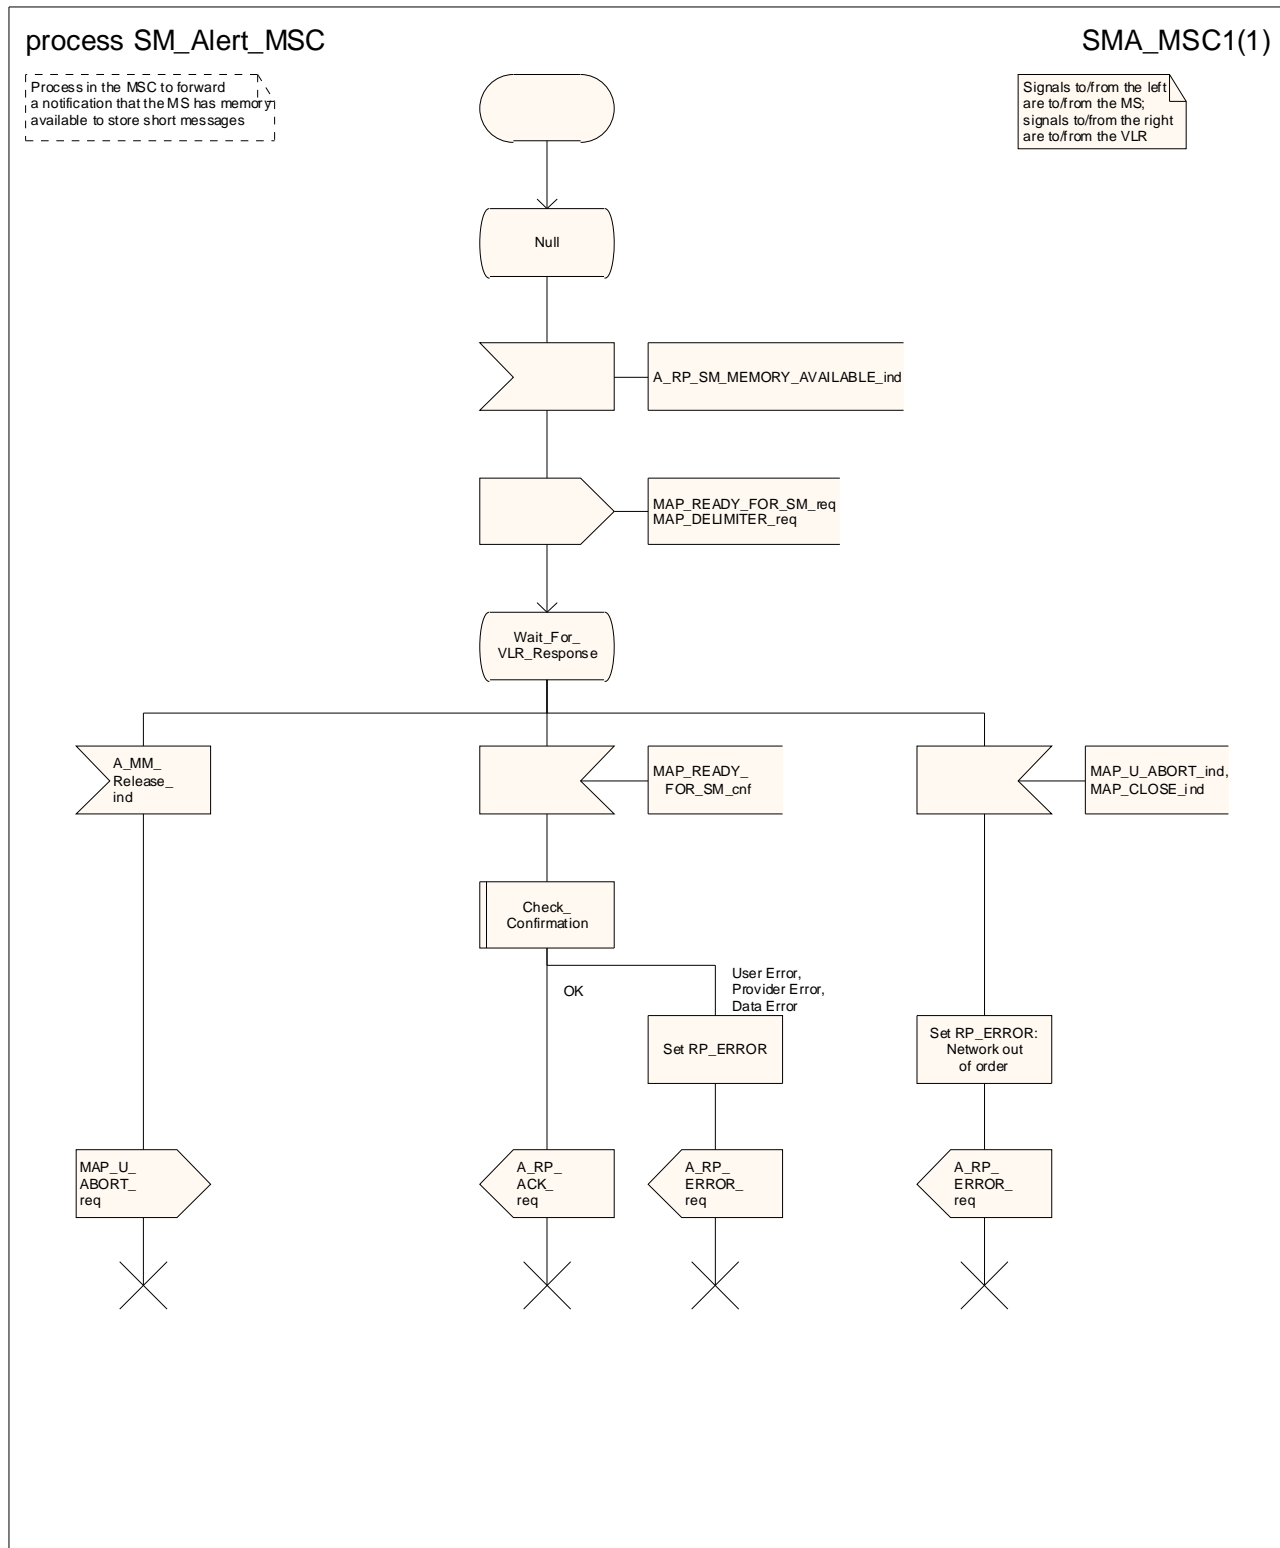 process SM_Alert_MSC
SMA_MSC1(1)
Process in the MSC to forward
a notification that the MS has memory
available to store short messages
Signals to/from the left
are to/from the MS;
signals to/from the right
are to/from the VLR
Null
A_RP_SM_MEMORY_AVAILABLE_ind
MAP_READY_FOR_SM_req
MAP_DELIMITER_req
Wait_For_
VLR_Response
A_MM_
Release_
ind
MAP_READY_
FOR_SM_cnf
MAP_U_ABORT_ind,
MAP_CLOSE_ind
Check_
Confirmation
OK
User Error,
Provider Error,
Data Error
Set RP_ERROR
Set RP_ERROR:
Network out
of order
MAP_U_
ABORT_
req
A_RP_
ACK_
req
A_RP_
ERROR_
req
A_RP_
ERROR_
req